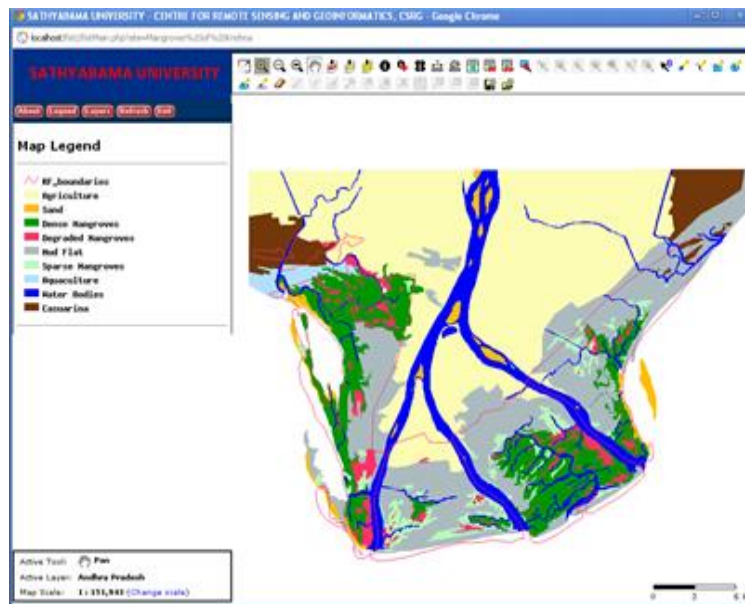 SATHYABAMA UNIVERSITY - CENTRE FOR REMOTE SENSING AND GEOINFORMATICS, CSRG - Google Chrome
SATHYABAMA UNIVERSITY
About Legend Layers Refresh
Map Legend
RF_boundaries
Agriculture
Sand
Dense Mangroves
Degraded Mangroves
Mud Flat
Sparse Mangroves
Aquaculture
Water Bodies
Casuarina
Active Tool: Pan
Active Layer: Andhra Pradesh
Map Scale: (Change scale)
0 3 6